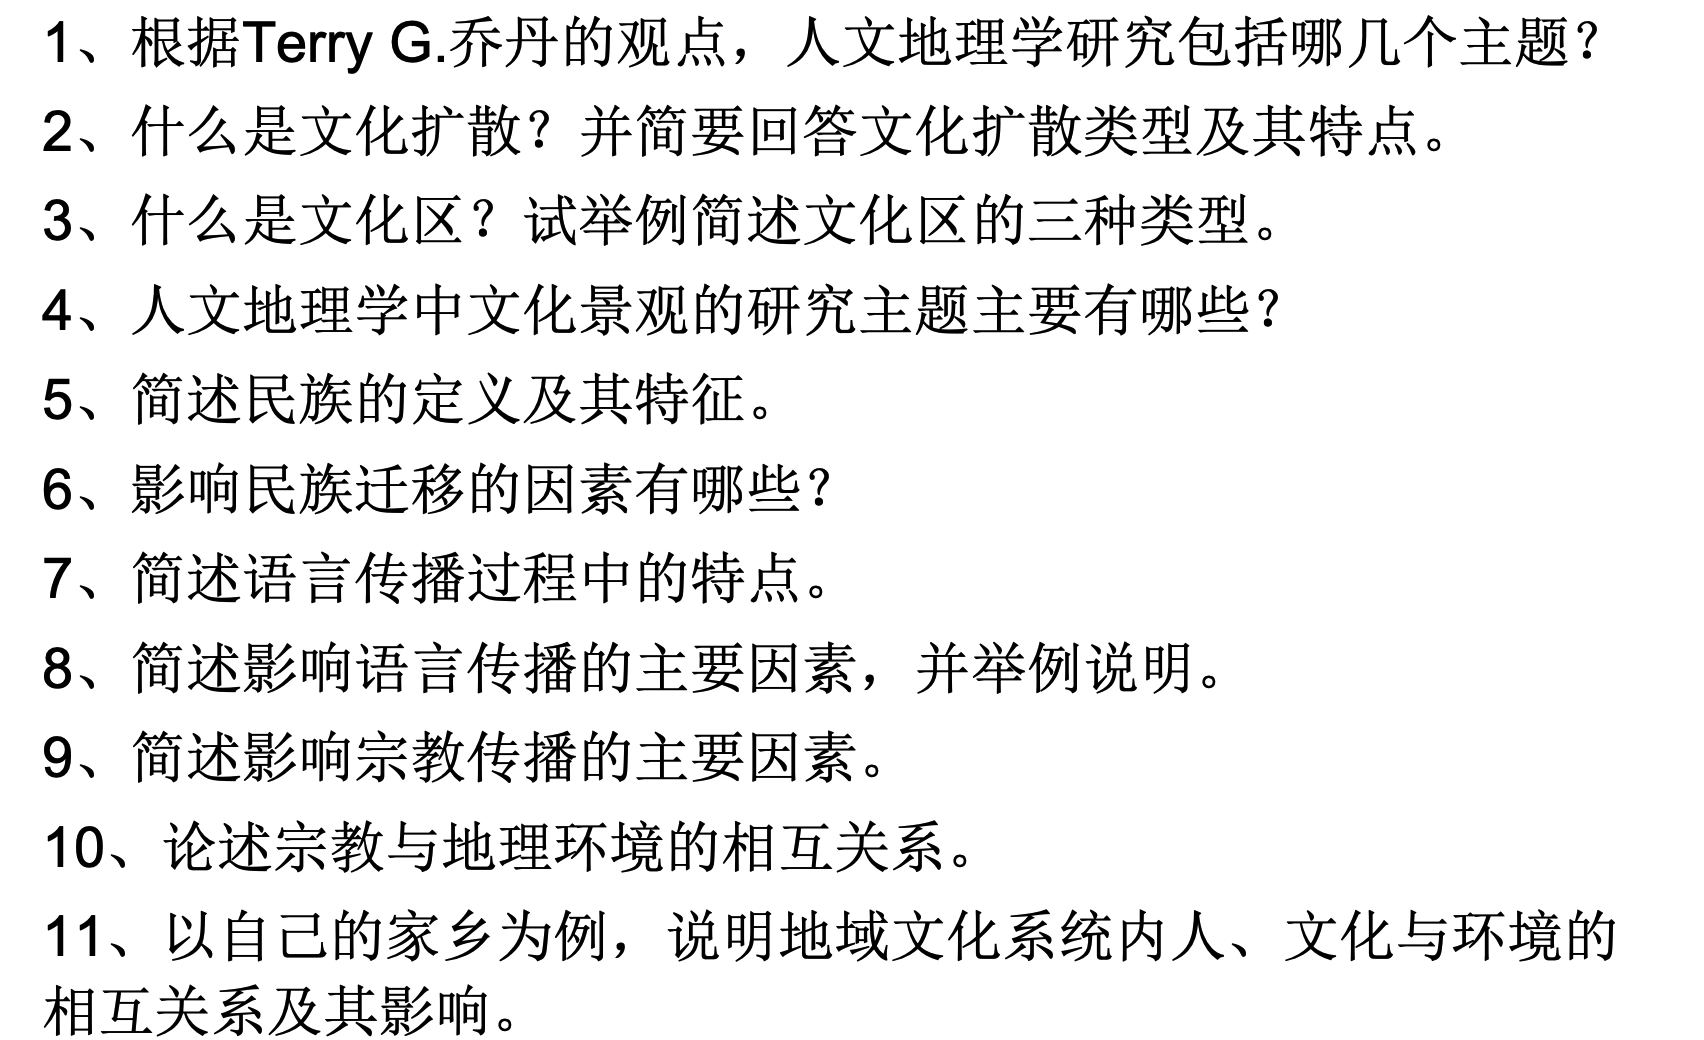 1、根据Terry G.乔丹的观点，人文地理学研究包括哪几个主题？
2、什么是文化扩散？并简要回答文化扩散类型及其特点。
3、什么是文化区？试举例简述文化区的三种类型。
4、人文地理学中文化景观的研究主题主要有哪些？
5、简述民族的定义及其特征。
6、影响民族迁移的因素有哪些？
7、简述语言传播过程中的特点。
8、简述影响语言传播的主要因素，并举例说明。
9、简述影响宗教传播的主要因素。
10、论述宗教与地理环境的相互关系。
11、以自己的家乡为例，说明地域文化系统内人、文化与环境的
相互关系及其影响。